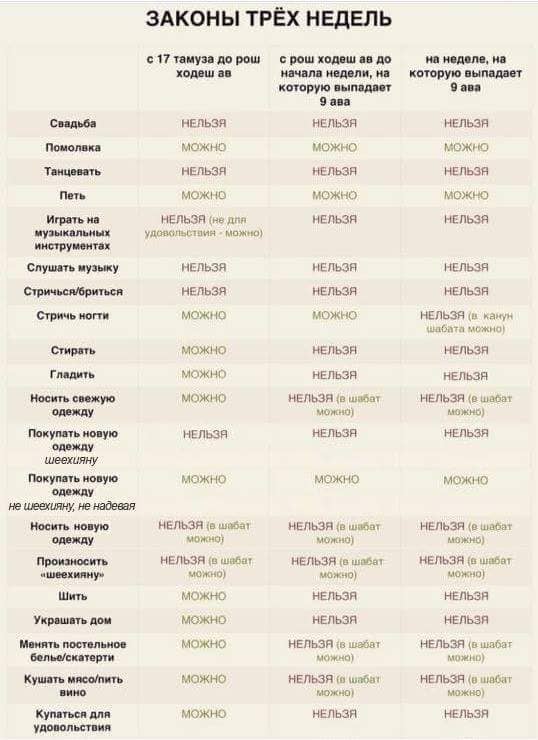 ЗАКОНЫ ТРЁХ НЕДЕЛЬ
с 17 тамуза до рош ходеш ав
с рош ходеш ав до начала недели, на которую выпадает 9 ава
на неделе, на которую выпадает 9 ава
Свадьба НЕЛЬЗЯ НЕЛЬЗЯ НЕЛЬЗЯ
Помолвка МОЖНО МОЖНО МОЖНО
Танцевать НЕЛЬЗЯ НЕЛЬЗЯ НЕЛЬЗЯ
Петь МОЖНО МОЖНО МОЖНО
Играть на музыкальных инструментах НЕЛЬЗЯ (не для удовольствия - можно) НЕЛЬЗЯ НЕЛЬЗЯ
Слушать музыку НЕЛЬЗЯ НЕЛЬЗЯ НЕЛЬЗЯ
Стричься/бриться НЕЛЬЗЯ НЕЛЬЗЯ НЕЛЬЗЯ
Стричь ногти МОЖНО МОЖНО НЕЛЬЗЯ (в канун шабата можно)
Стирать МОЖНО НЕЛЬЗЯ НЕЛЬЗЯ
Гладить МОЖНО НЕЛЬЗЯ НЕЛЬЗЯ
Носить свежую одежду МОЖНО НЕЛЬЗЯ (в шабат можно) НЕЛЬЗЯ (в шабат можно)
Покупать новую одежду шеехияну НЕЛЬЗЯ НЕЛЬЗЯ НЕЛЬЗЯ
Покупать новую одежду не шеехияну, не надевая МОЖНО МОЖНО МОЖНО
Носить новую одежду НЕЛЬЗЯ (в шабат можно) НЕЛЬЗЯ (в шабат можно) НЕЛЬЗЯ (в шабат можно)
Произносить «шеехияну» НЕЛЬЗЯ (в шабат можно) НЕЛЬЗЯ (в шабат можно) НЕЛЬЗЯ (в шабат можно)
Шить МОЖНО НЕЛЬЗЯ НЕЛЬЗЯ
Украшать дом МОЖНО НЕЛЬЗЯ НЕЛЬЗЯ
Менять постельное белье/скатерти МОЖНО НЕЛЬЗЯ (в шабат можно) НЕЛЬЗЯ (в шабат можно)
Кушать мясо/пить вино МОЖНО НЕЛЬЗЯ (в шабат можно) НЕЛЬЗЯ (в шабат можно)
Купаться для удовольствия МОЖНО НЕЛЬЗЯ НЕЛЬЗЯ